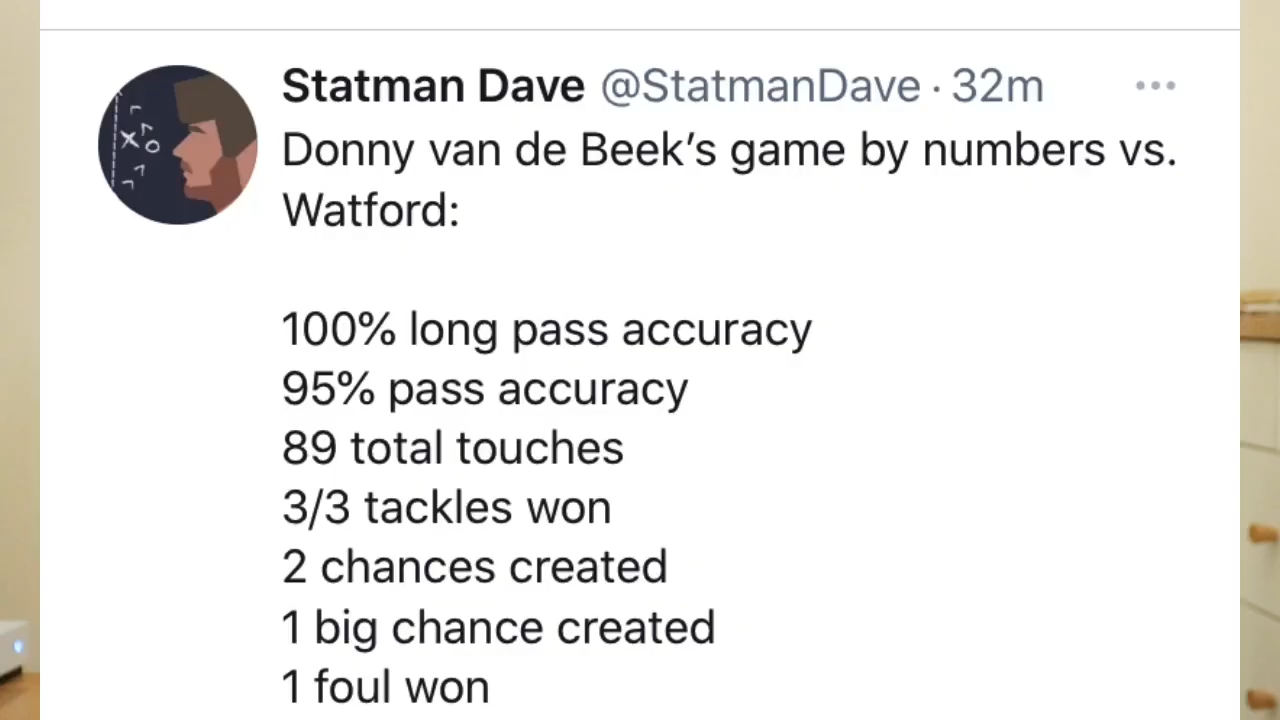 Statman Dave @StatmanDave · 32m
Donny van de Beek’s game by numbers vs.
Watford:
100% long pass accuracy
95% pass accuracy
89 total touches
3/3 tackles won
2 chances created
1 big chance created
1 foul won